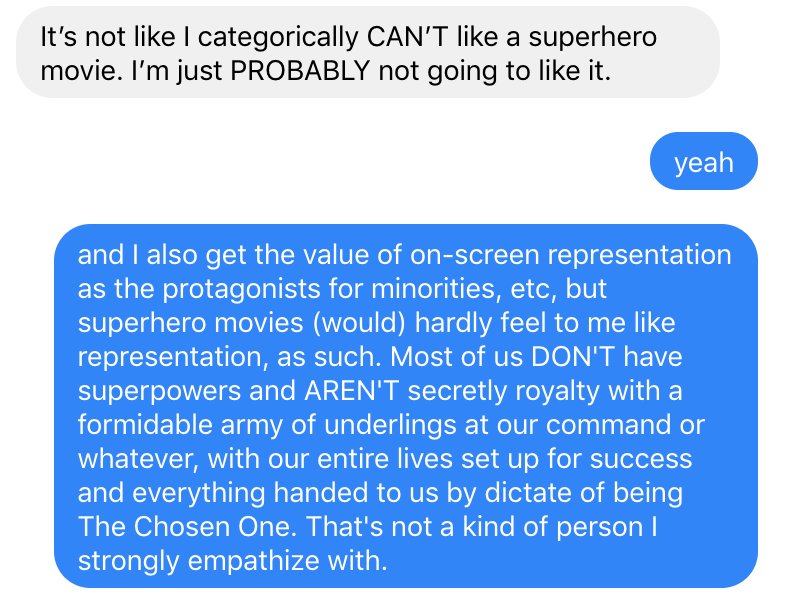 It’s not like I categorically CAN’T like a superhero
movie. I’m just PROBABLY not going to like it.
yeah
and I also get the value of on-screen representation
as the protagonists for minorities, etc, but
superhero movies (would) hardly feel to me like
representation, as such. Most of us DON'T have
superpowers and AREN'T secretly royalty with a
formidable army of underlings at our command or
whatever, with our entire lives set up for success
and everything handed to us by dictate of being
The Chosen One. That's not a kind of person I
strongly empathize with.